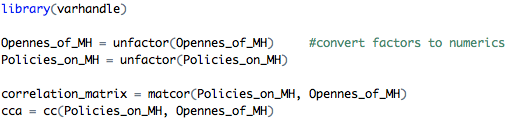 library(varhandle)
Opennes_of_MH = unfactor(Opennes_of_MH) #convert factors to numerics
Policies_on_MH = unfactor(Policies_on_MH)
correlation_matrix = matcor(Policies_on_MH, Opennes_of_MH)
cca = cc(Policies_on_MH, Opennes_of_MH)